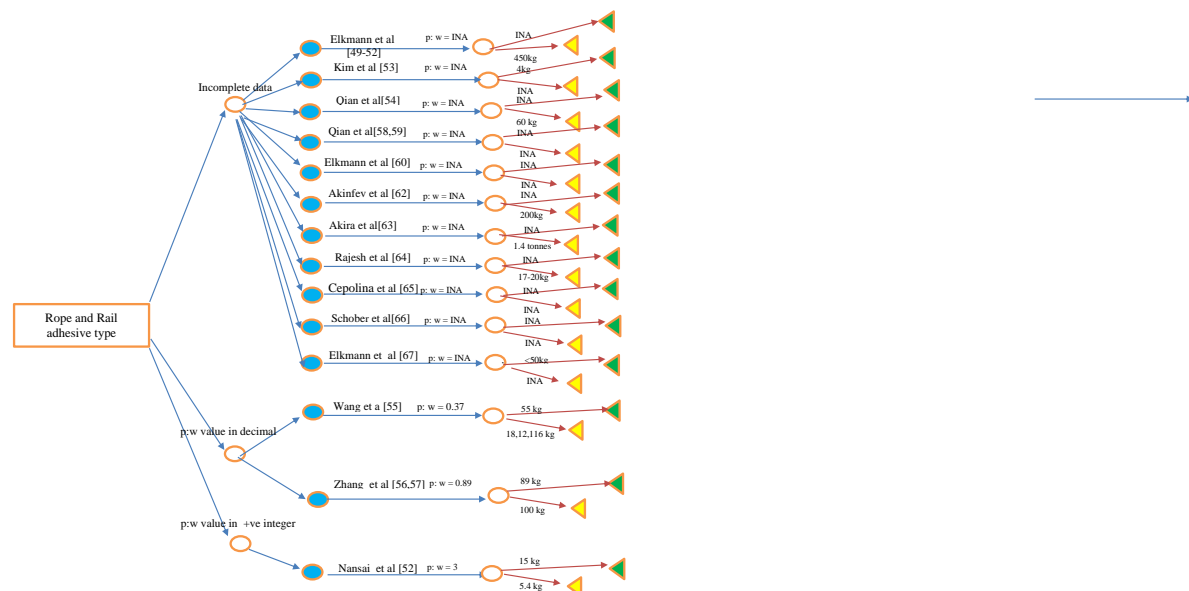 Elkmann et al
[49-52]
p: w = INA
INA
450kg
Kim et al [53]
p: w = INA
4kg
INA
Incomplete data
Qian et al[54]
p: w = INA
INA
60 kg
Qian et al[58,59]
p: w = INA
INA
INA
Elkmann et al [60]
p: w = INA
INA
INA
Akinfev et al [62]
p: w = INA
INA
200kg
Akira et al[63]
p: w = INA
INA
1.4 tonnes
Rajesh et al [64]
p: w = INA
INA
17-20kg
Cepolina et al [65]
p: w = INA
INA
INA
Schober et al[66]
p: w = INA
INA
INA
Rope and Rail
adhesive type
Elkmann et al [67]
p: w = INA
<50kg
INA
Wang et a [55]
p: w = 0.37
55 kg
18,12,116 kg
p:w value in decimal
Zhang et al [56,57]
p: w = 0.89
89 kg
100 kg
p:w value in +ve integer
Nansai et al [52]
p: w = 3
15 kg
5.4 kg